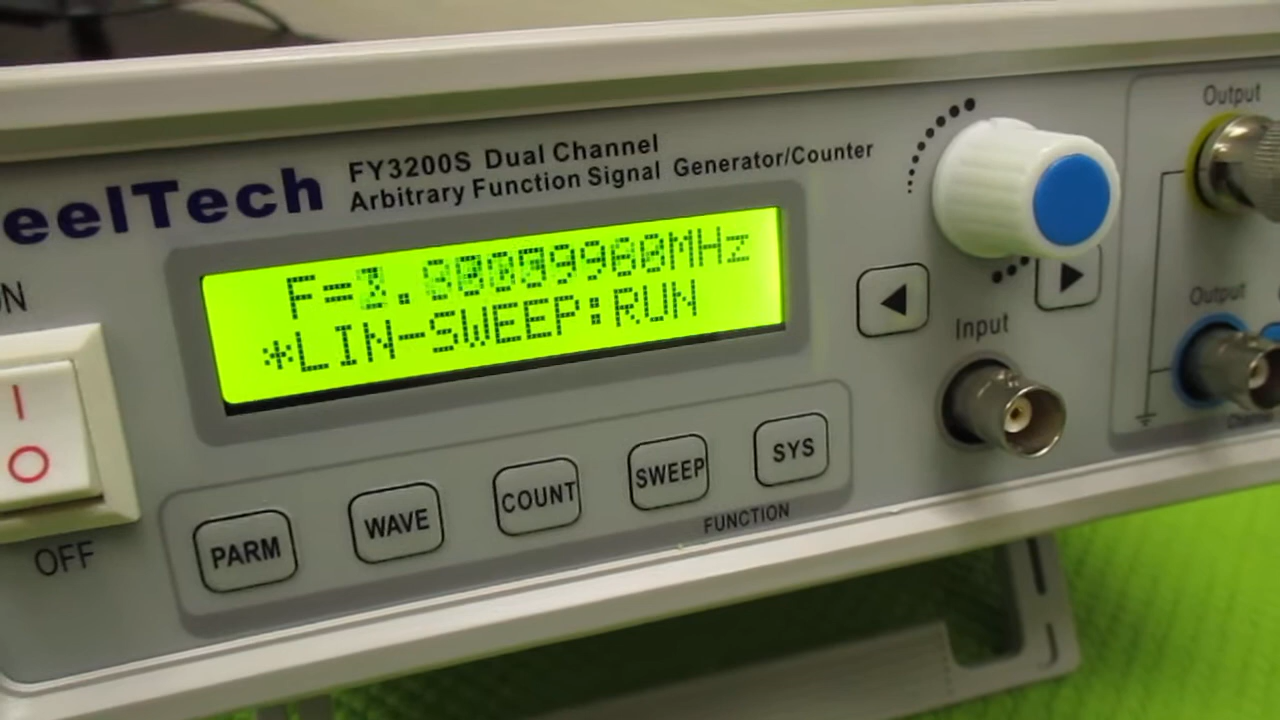 Output
FY3200S Dual Channel
eelTech
Arbitrary Function Signal Generator/Counter
*LIN-SWEEP:RUN
Output
Input
I
O
OFF
PARM
WAVE
COUNT
SWEEP
SYS
FUNCTION